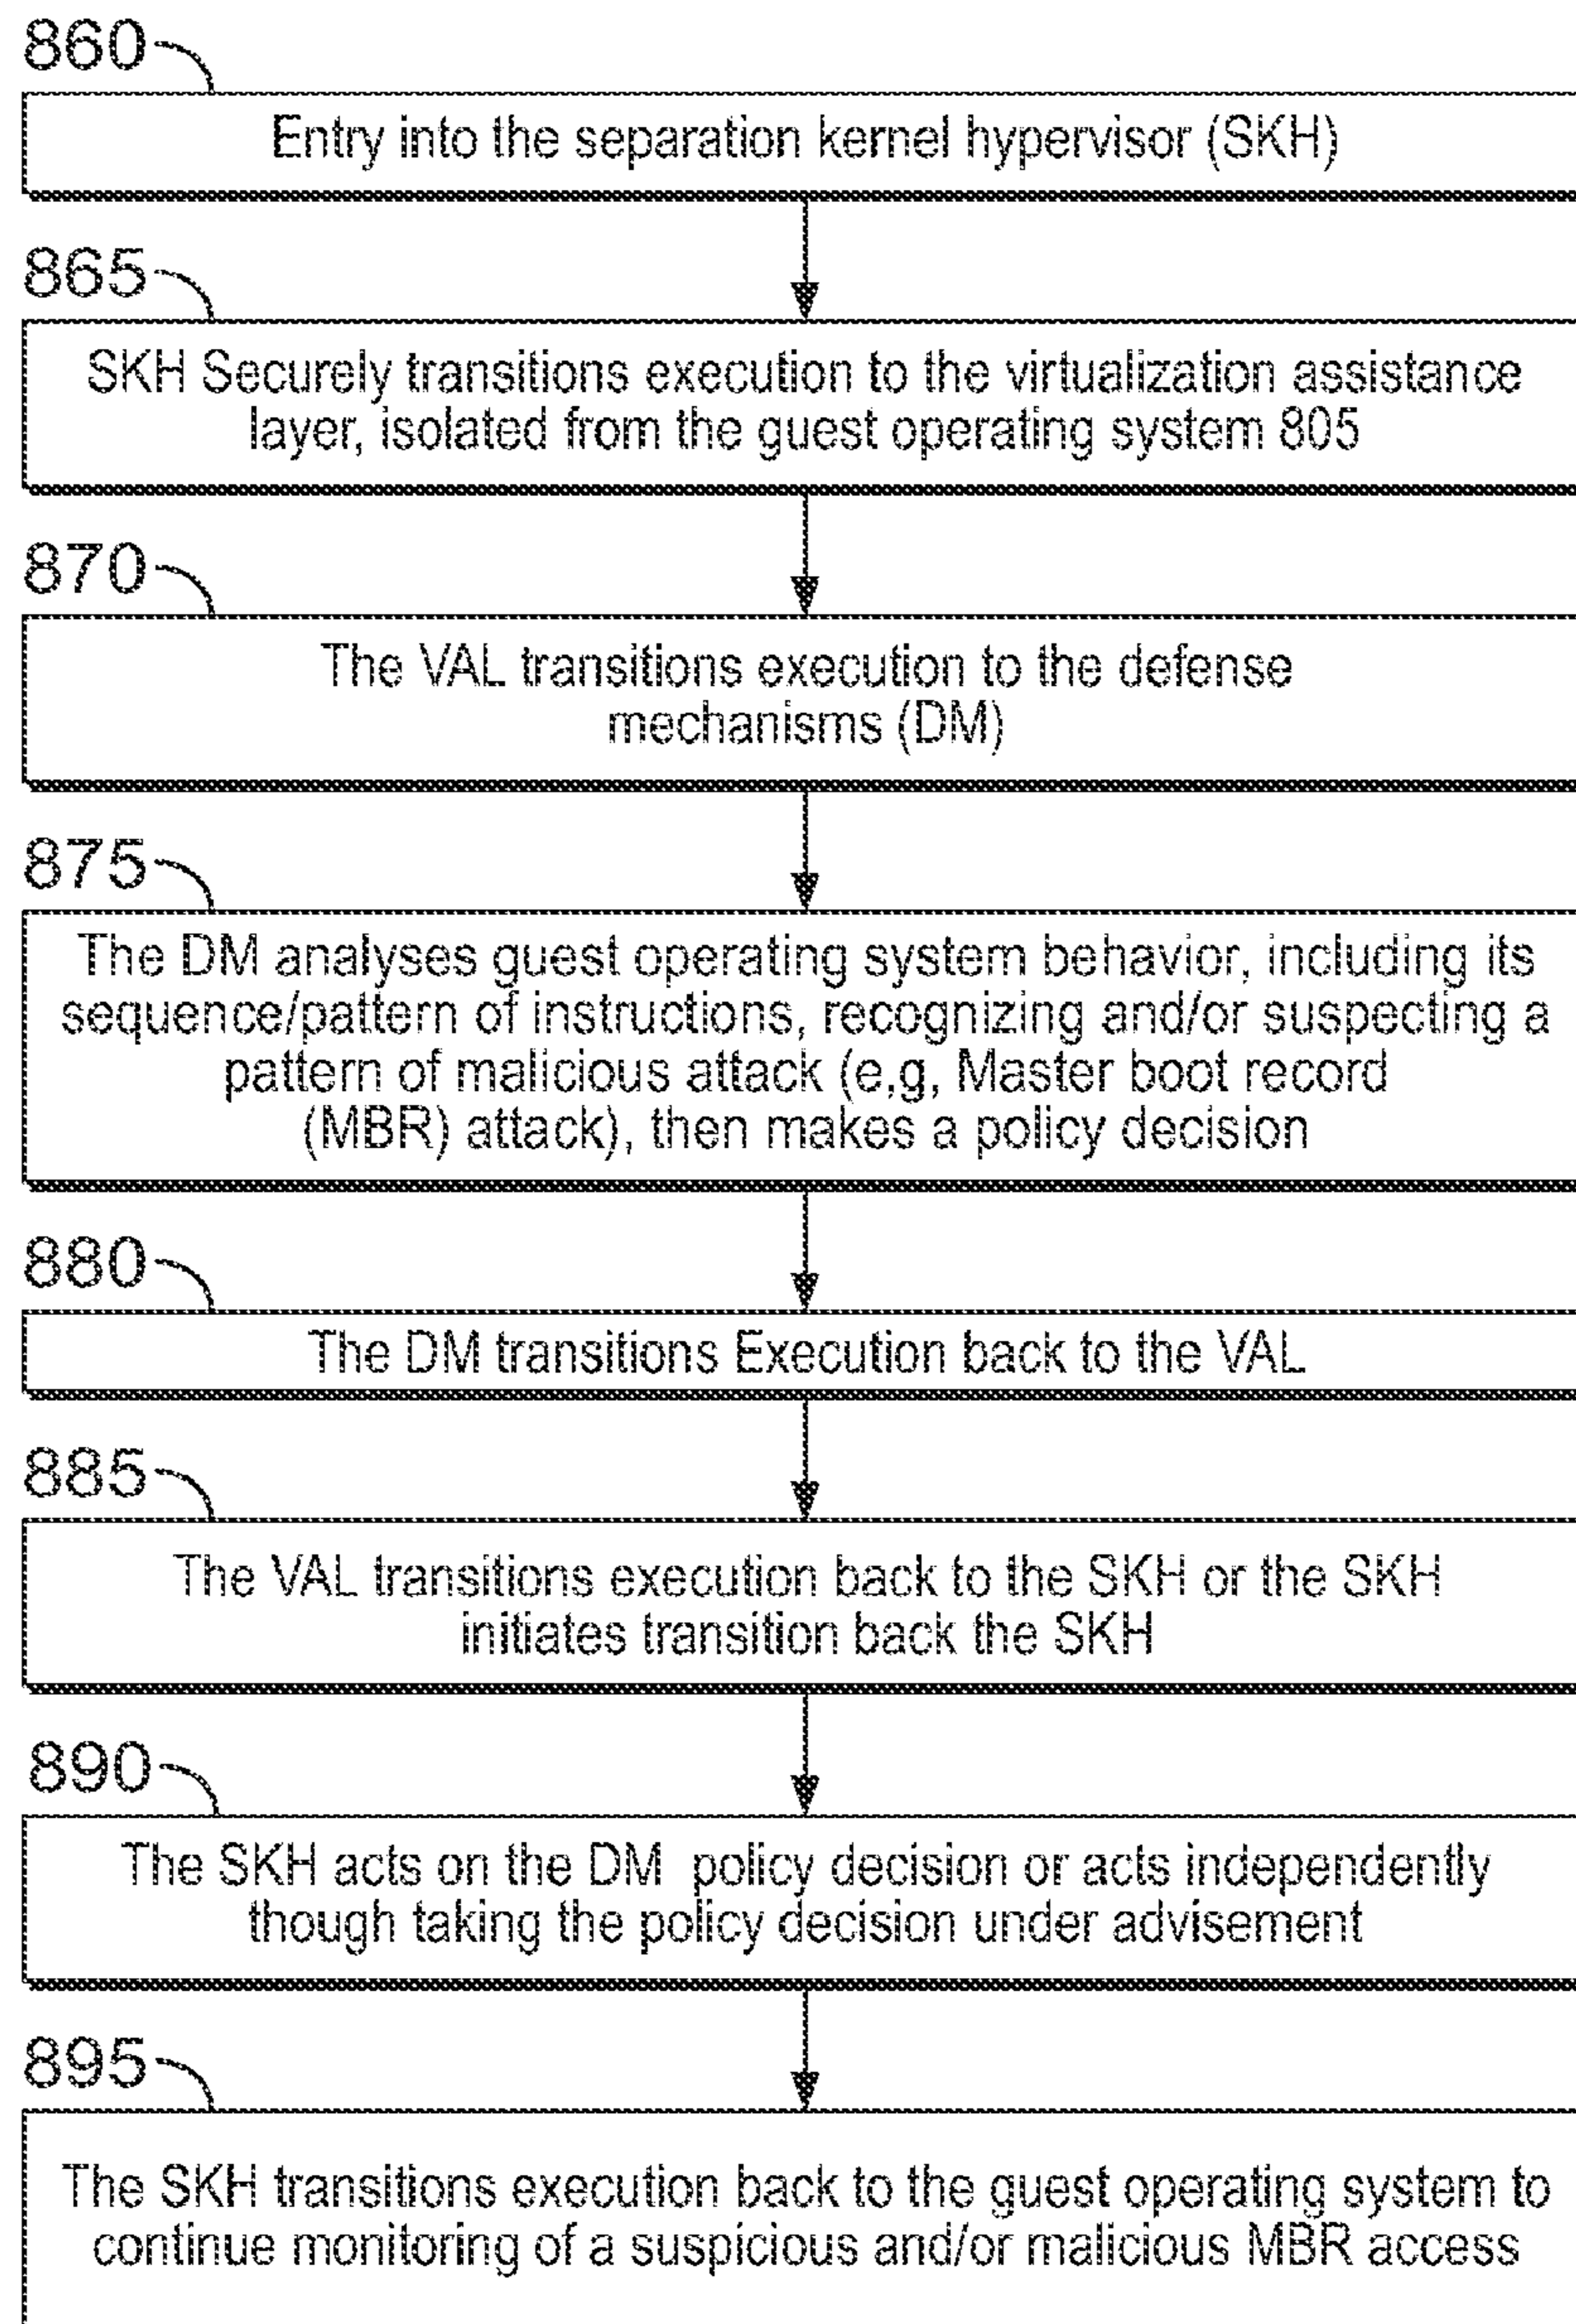 860
Entry into the separation kernel hypervisor (SKH)
865
SKH Securely transitions execution to the virtualization assistance
layer, isolated from the guest operating system 805
870
The VAL transitions execution to the defense
mechanisms (DM)
875
The DM analyses guest operating system behavior, including its
sequence/pattern of instructions, recognizing and/or suspecting a
pattern of malicious attack (e,g, Master boot record
(MBR) attack), then makes a policy decision
880
The DM transitions Execution back to the VAL
885
The VAL transitions execution back to the SKH or the SKH
initiates transition back the SKH
890
The SKH acts on the DM policy decision or acts independently
though taking the policy decision under advisement
895
The SKH transitions execution back to the guest operating system to
continue monitoring of a suspicious and/or malicious MBR access